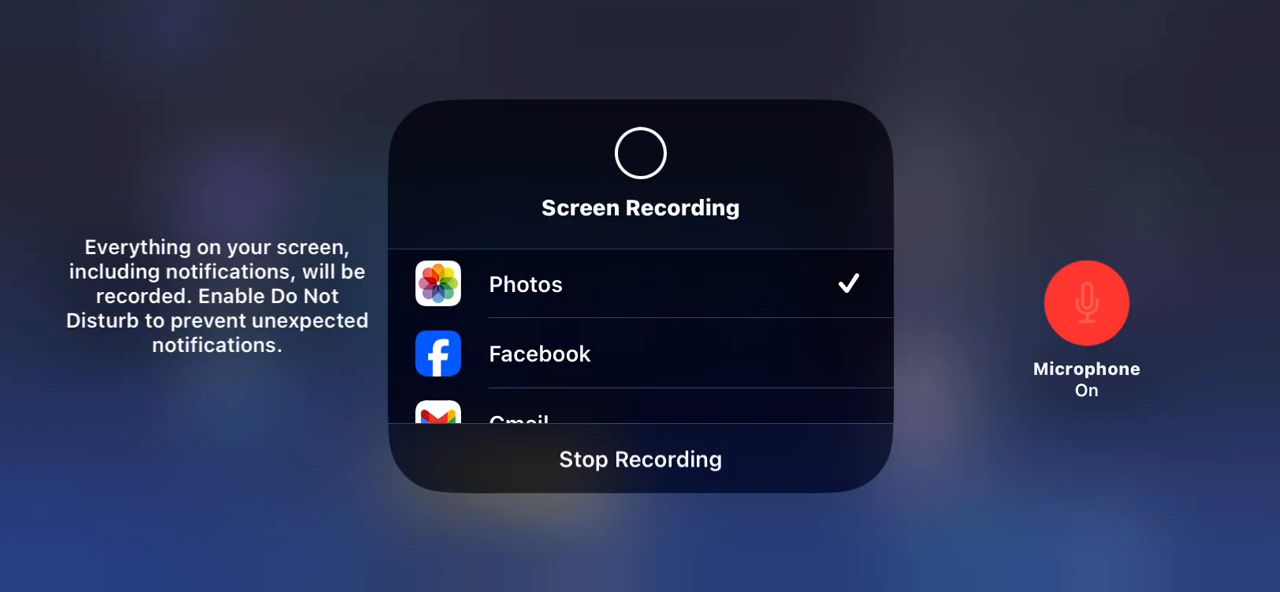 Everything on your screen,
including notifications, will be
recorded. Enable Do Not
Disturb to prevent unexpected
notifications.
Screen Recording
Photos
Facebook
Gmail
Stop Recording
Microphone
On